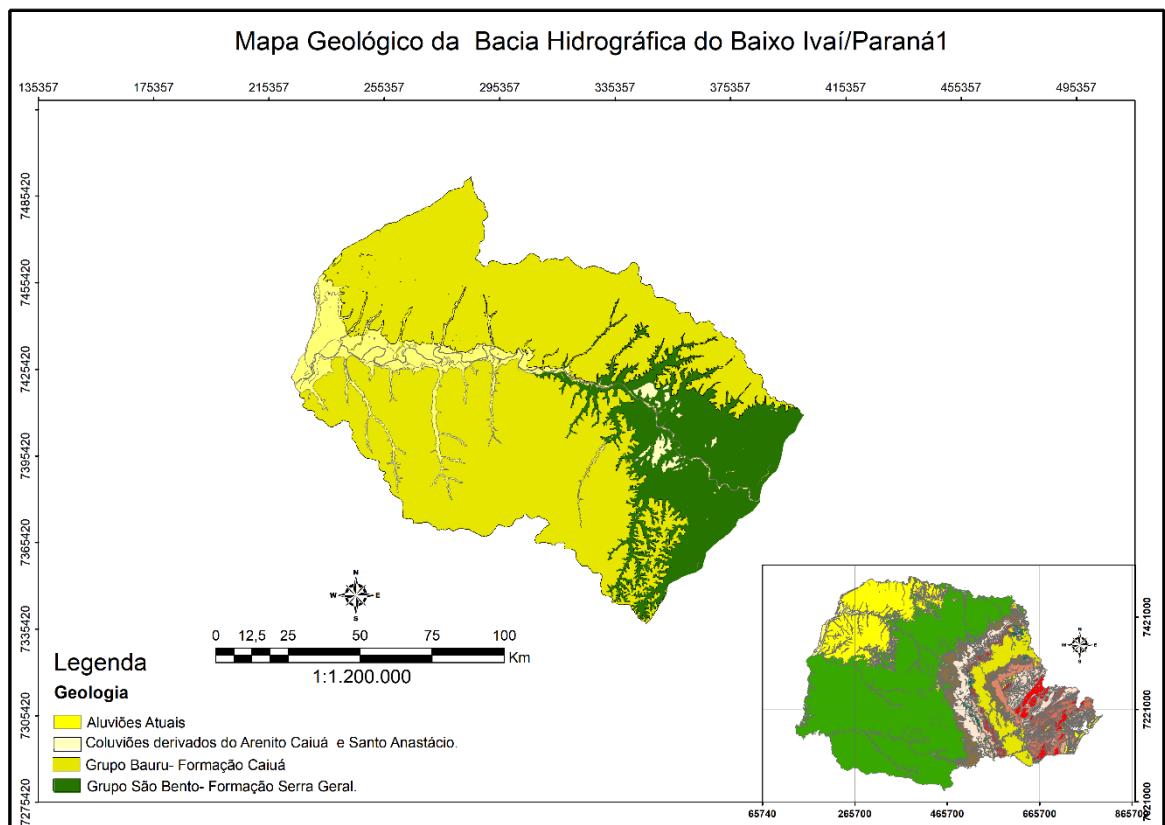 Mapa Geológico da Bacia Hidrográfica do Baixo Ivaí/Paraná1
135357 175357 215357 255357 295357 335357 375357 415357 455357 495357
7485420
7455420
7425420
7395420
7365420
7335420
7305420
7275420
N
W E
S
0 12,5 25 50 75 100
Km
1:1.200.000
Legenda
Geologia
Aluviões Atuais
Coluviões derivados do Arenito Caiuá e Santo Anastácio.
Grupo Bauru- Formação Caiuá
Grupo São Bento- Formação Serra Geral.
N
W E
S
7421000
7221000
7021000
65740 265700 465700 665700 865700